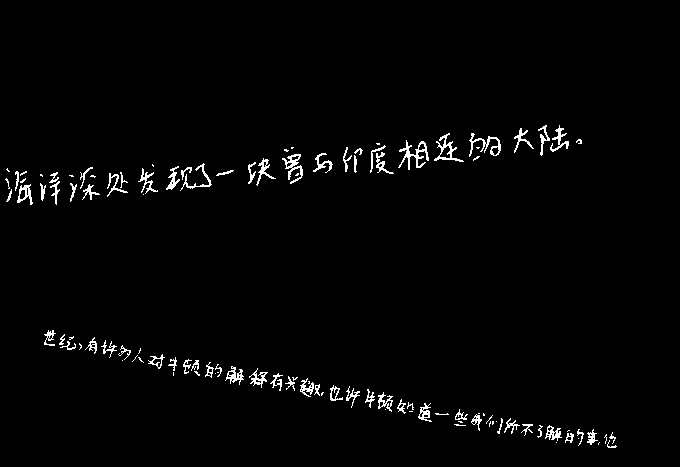 海洋深处发现了一块曾与印度相连的大陆。
世纪,有许多人对牛顿的解释有兴趣,也许牛顿知道一些我们所不了解的事,他